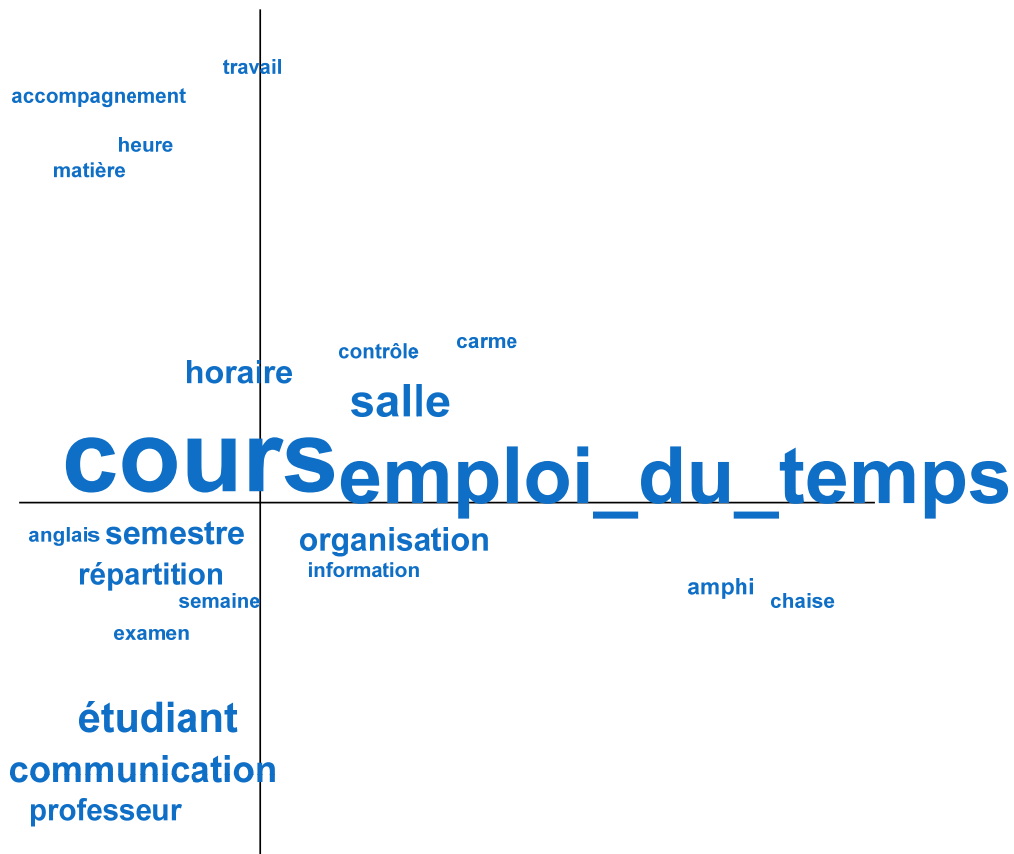 travail
accompagnement
heure
matière
carme
contrôle
horaire
salle
cours emploi_du_temps
anglais semestre organisation
information
répartition
amphi
semaine chaise
examen
étudiant
communication
professeur